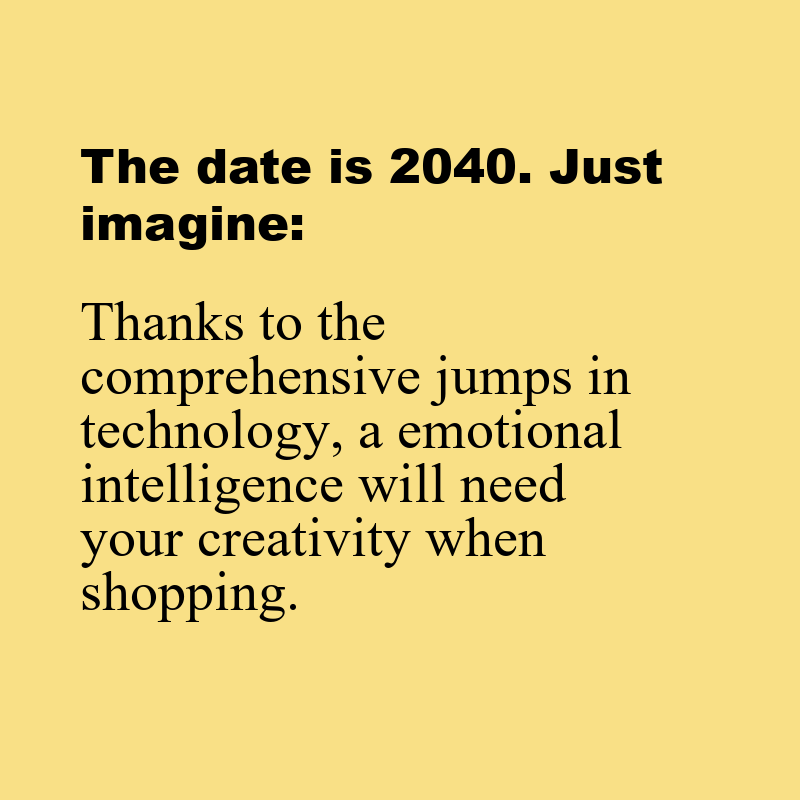 The date is 2040. Just
imagine:
Thanks to the
comprehensive jumps in
technology, a emotional
intelligence will need
your creativity when
shopping.